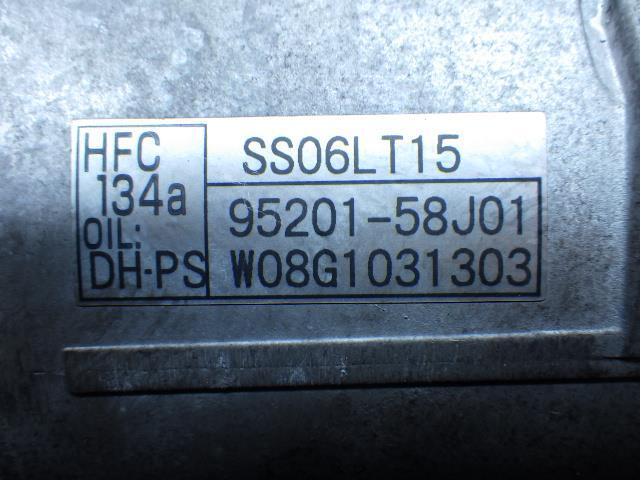 HFC
134a
OIL:
DH-PS
SS06LT15
95201-58J01
W08G1031303